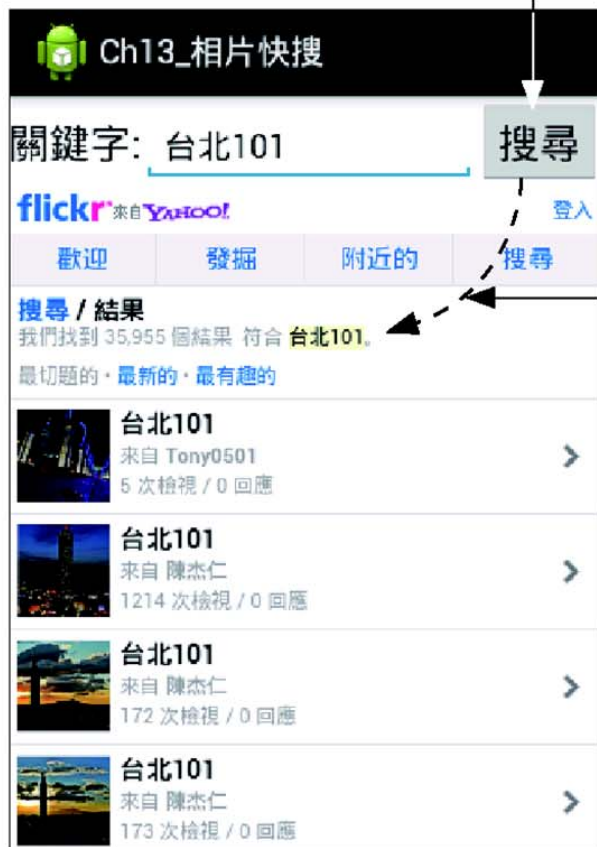 Ch13_相片快搜
關鍵字: 台北101 搜尋
flickr 來自 YAHOO! 登入
歡迎 發掘 附近的 搜尋
搜尋 / 結果
我們找到 35,955 個結果 符合 台北101。
最切題的・最新的・最有趣的
台北101
來自 Tony0501
5 次檢視 / 0 回應
台北101
來自 陳杰仁
1214 次檢視 / 0 回應
台北101
來自 陳杰仁
172 次檢視 / 0 回應
台北101
來自 陳杰仁
173 次檢視 / 0 回應